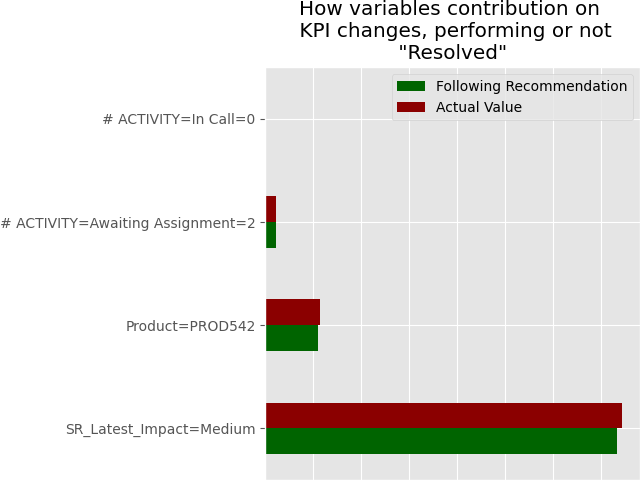 How variables contribution on
KPI changes, performing or not
"Resolved"
Following Recommendation
Actual Value
# ACTIVITY=In Call=0
# ACTIVITY=Awaiting Assignment=2
Product=PROD542
SR_Latest_Impact=Medium